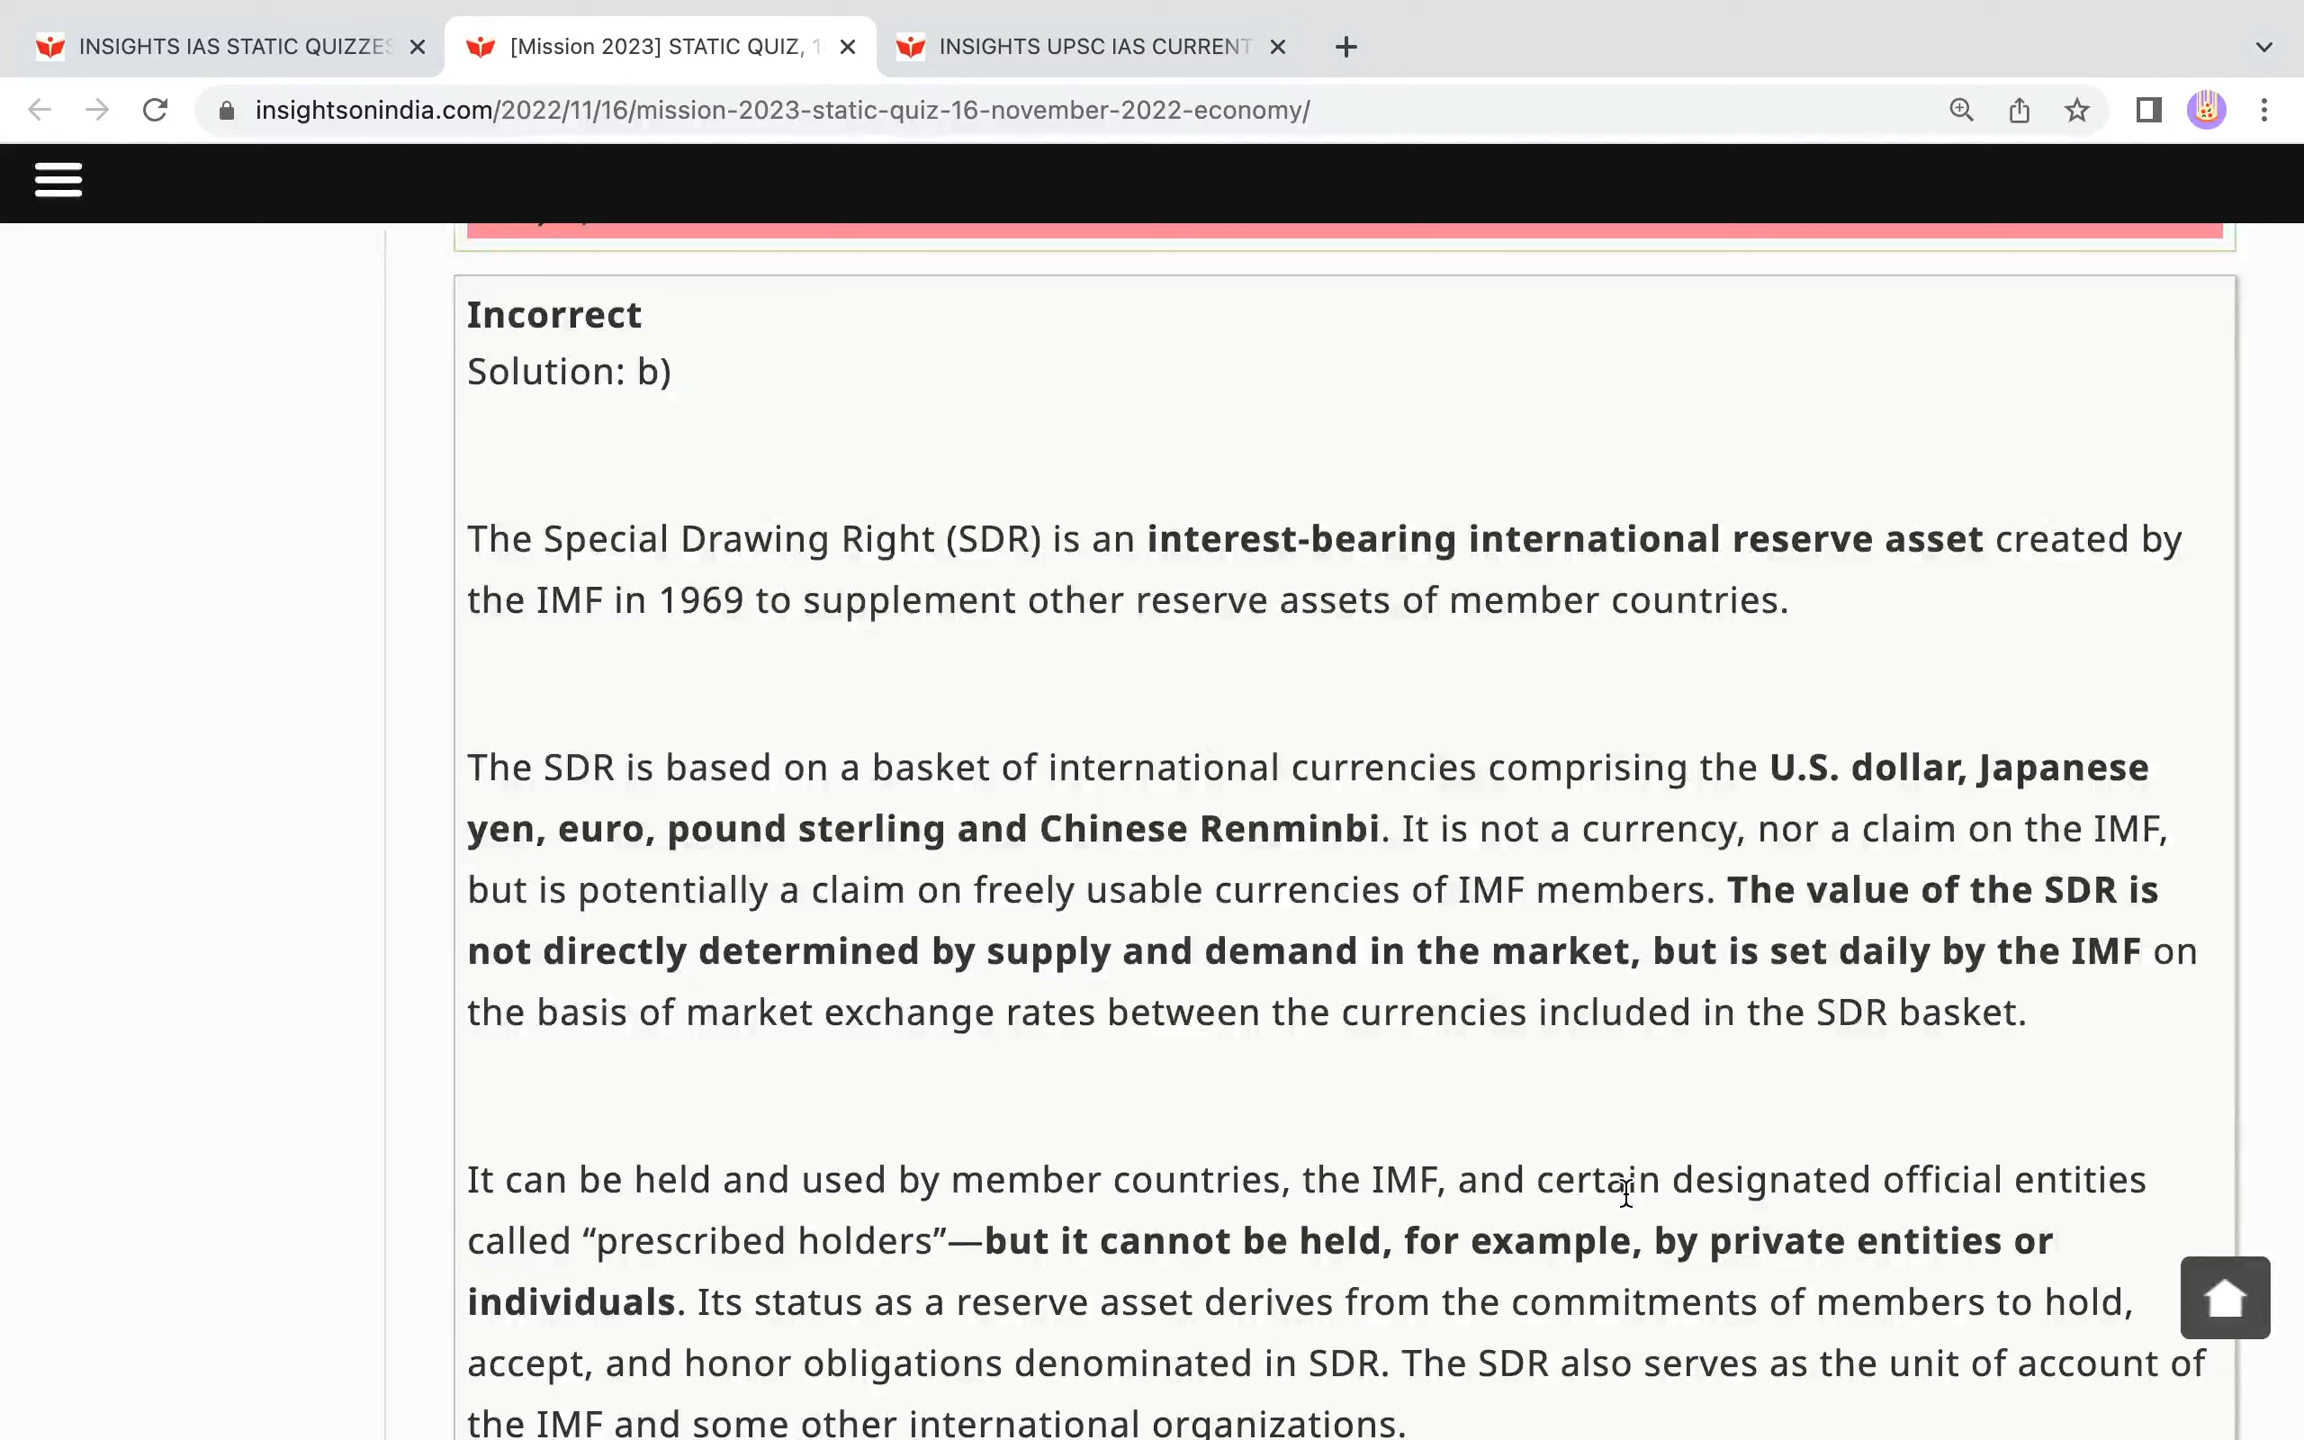 INSIGHTS IAS STATIC QUIZZES
[Mission 2023] STATIC QUIZ, 1
INSIGHTS UPSC IAS CURRENT
insightsonindia.com/2022/11/16/mission-2023-static-quiz-16-november-2022-economy/
Incorrect
Solution: b)
The Special Drawing Right (SDR) is an interest-bearing international reserve asset created by
the IMF in 1969 to supplement other reserve assets of member countries.
The SDR is based on a basket of international currencies comprising the U.S. dollar, Japanese
yen, euro, pound sterling and Chinese Renminbi. It is not a currency, nor a claim on the IMF,
but is potentially a claim on freely usable currencies of IMF members. The value of the SDR is
not directly determined by supply and demand in the market, but is set daily by the IMF on
the basis of market exchange rates between the currencies included in the SDR basket.
It can be held and used by member countries, the IMF, and certain designated official entities
called “prescribed holders”—but it cannot be held, for example, by private entities or
individuals. Its status as a reserve asset derives from the commitments of members to hold,
accept, and honor obligations denominated in SDR. The SDR also serves as the unit of account of
the IMF and some other international organizations.